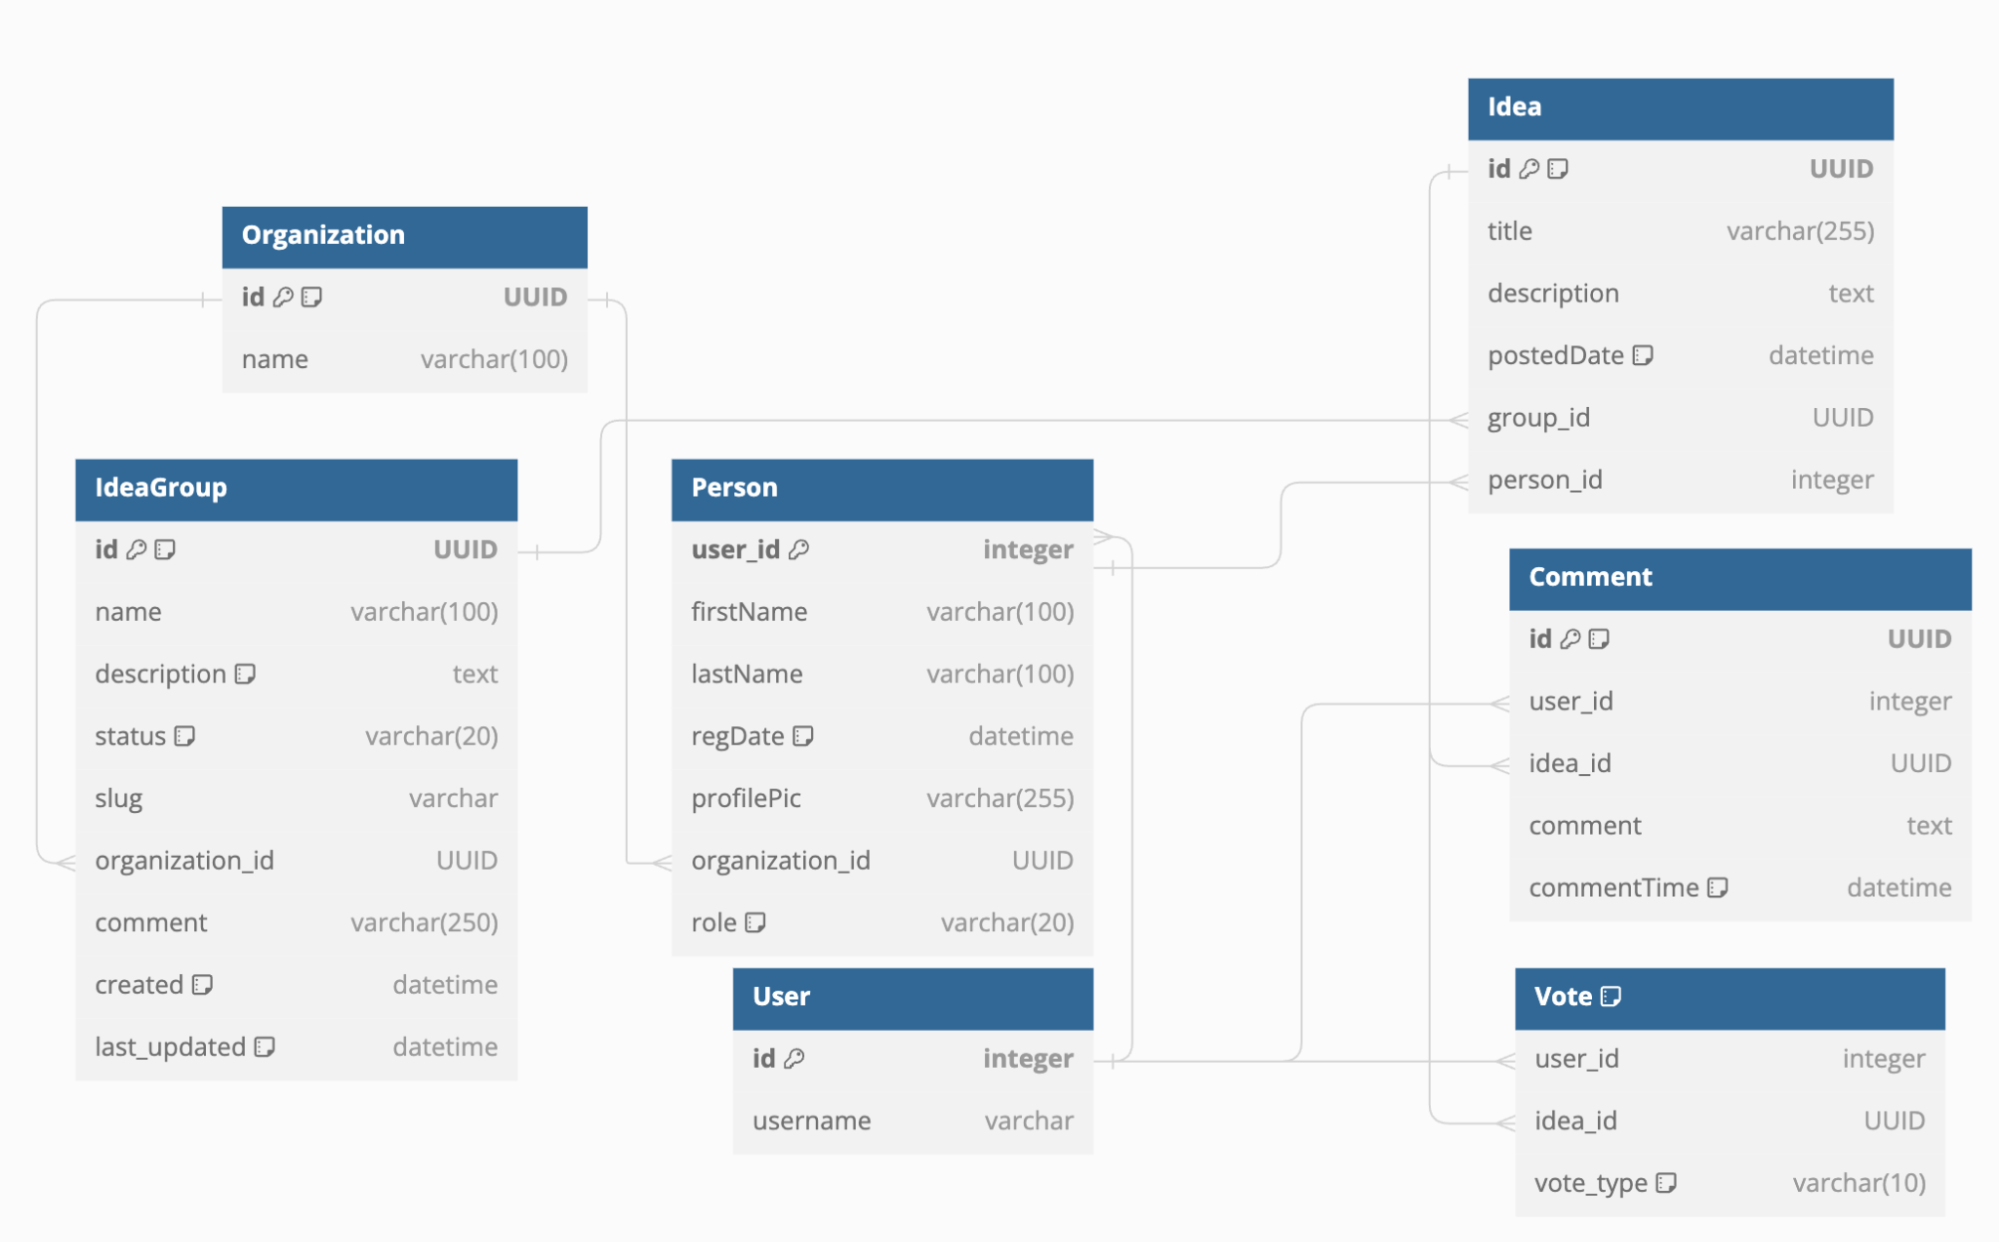 Organization
id UUID
name varchar(100)
IdeaGroup
id UUID
name varchar(100)
description text
status varchar(20)
slug varchar
organization_id UUID
comment varchar(250)
created datetime
last_updated datetime
Person
user_id integer
firstName varchar(100)
lastName varchar(100)
regDate datetime
profilePic varchar(255)
organization_id UUID
role varchar(20)
User
id integer
username varchar
Idea
id UUID
title varchar(255)
description text
postedDate datetime
group_id UUID
person_id integer
Comment
id UUID
user_id integer
idea_id UUID
comment text
commentTime datetime
Vote
user_id integer
idea_id UUID
vote_type varchar(10)